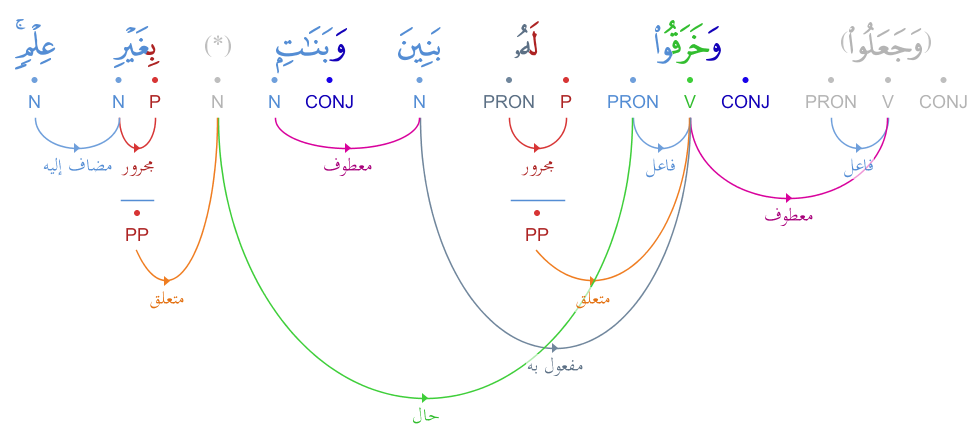 (وَجَعَلُوا۟) وَخَرَقُوا۟ لَهُۥ بَنِينَ وَبَنَٰتٍۭ (*) بِغَيْرِ عِلْمٍۢ ۚ
CONJ V PRON CONJ V PRON P PRON N CONJ N N P N N
فاعل فاعل مجرور معطوف مجرور مضاف إليه
معطوف
PP PP
متعلق متعلق
مفعول به
حال